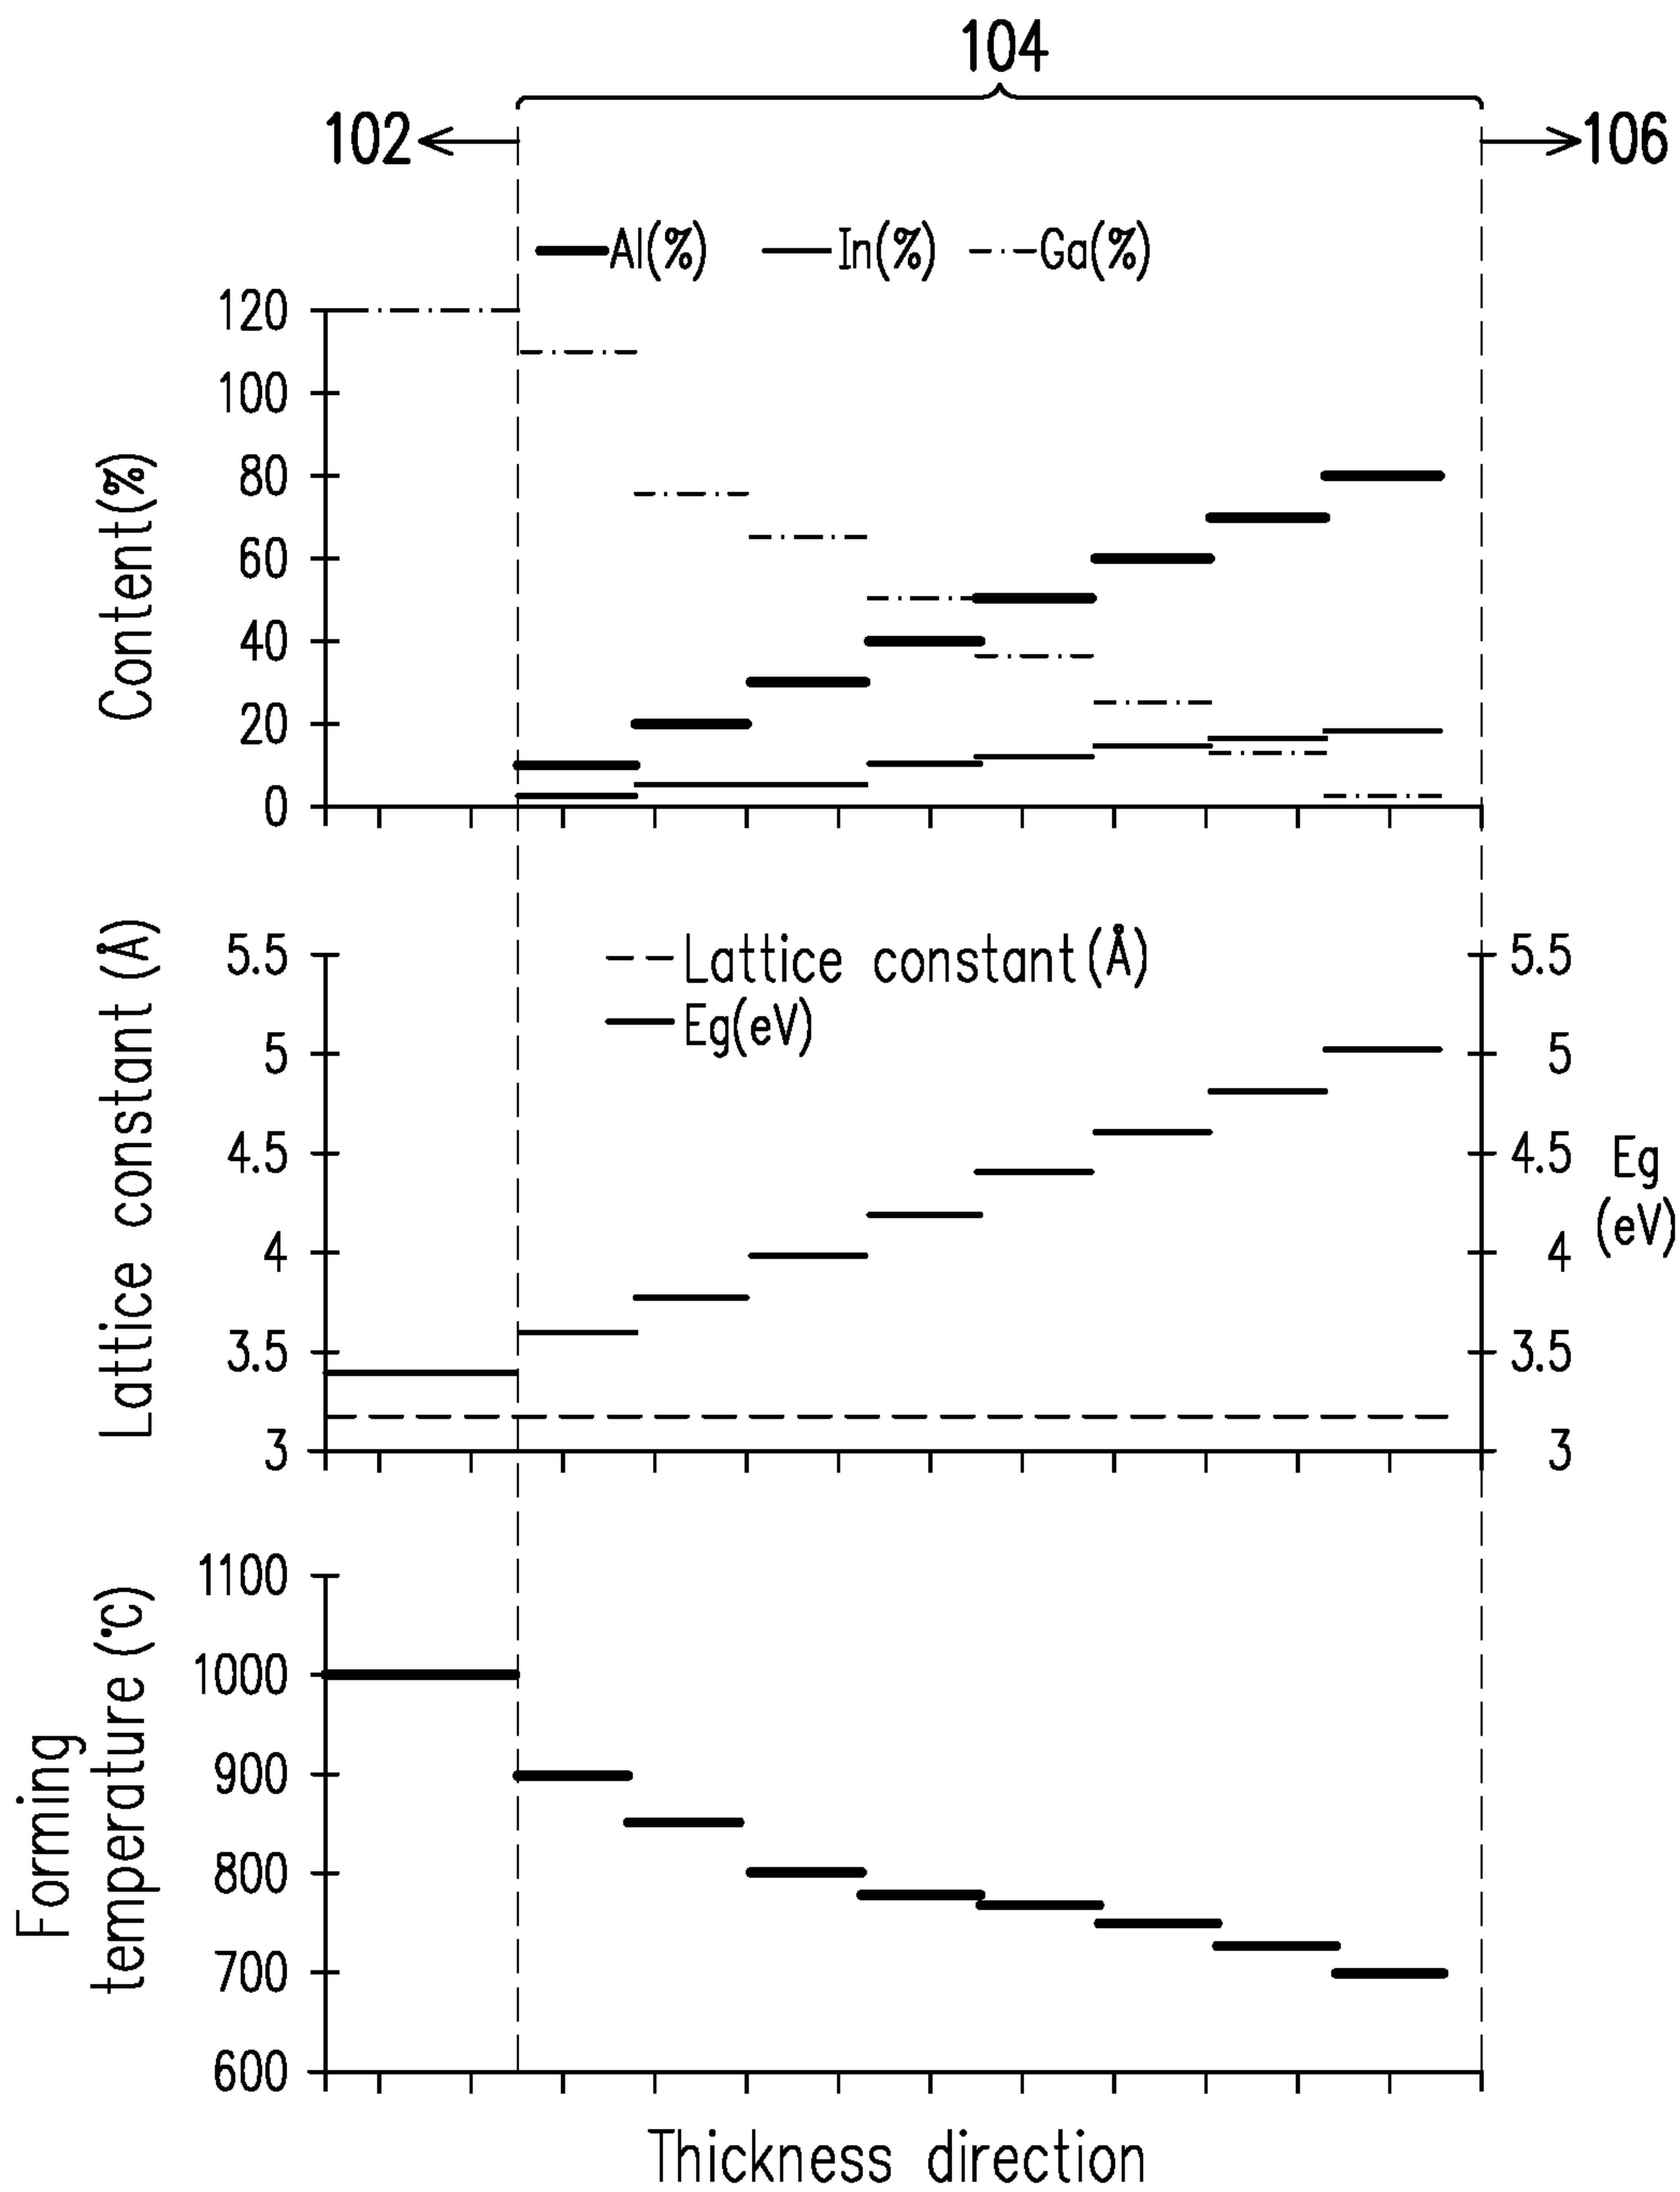 104
102
106
Al(%) In(%) Ga(%)
120
100
80
60
40
20
0
Content(%)
Lattice constant (Å)
Eg(eV)
5.5
5
4.5
4
3.5
3
Lattice constant (Å)
5.5
5
4.5
4
3.5
3
Eg
(eV)
1100
1000
900
800
700
600
Forming
temperature (°C)
Thickness direction